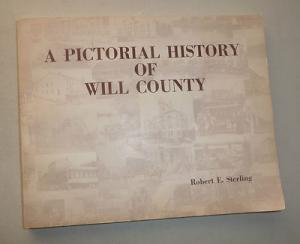 A PICTORIAL HISTORY
OF
WILL COUNTY
Robert E. Sterling